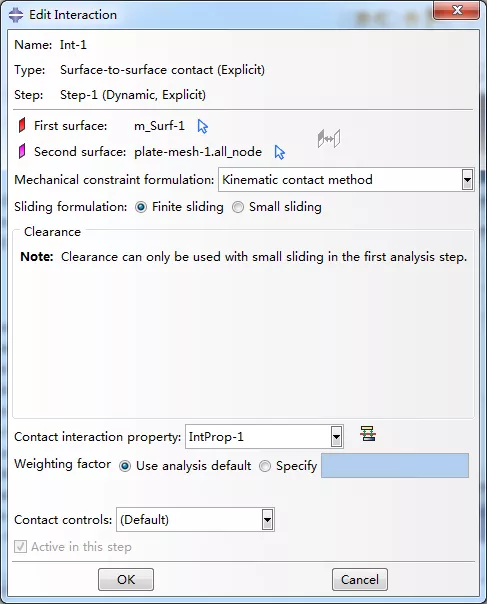 Edit Interaction
Name: Int-1
Type: Surface-to-surface contact (Explicit)
Step: Step-1 (Dynamic, Explicit)
First surface: m_Surf-1
Second surface: plate-mesh-1.all_node
Mechanical constraint formulation: Kinematic contact method
Sliding formulation: Finite sliding Small sliding
Clearance
Note: Clearance can only be used with small sliding in the first analysis step.
Contact interaction property: IntProp-1
Weighting factor Use analysis default Specify
Contact controls: (Default)
Active in this step
OK Cancel